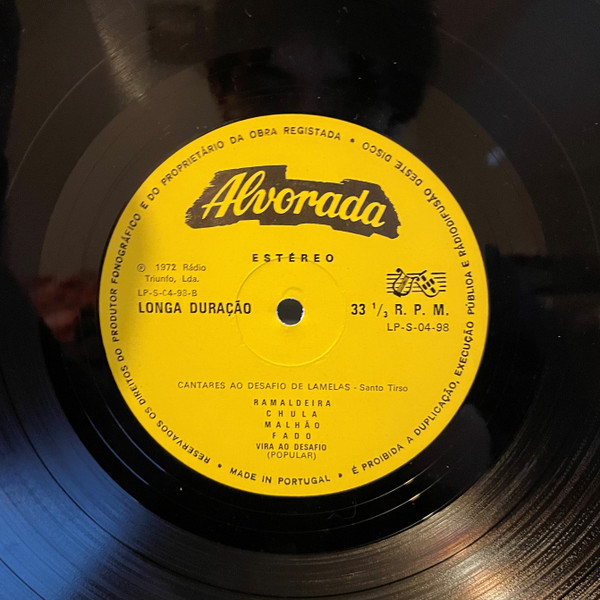 RESERVADOS OS DIREITOS DO PRODUTOR FONOGRÁFICO E DO PROPRIETÁRIO DA OBRA REGISTADA • É PROIBIDA A DUPLICAÇÃO, EXECUÇÃO PÚBLICA E RÁDIODIFUSÃO DESTE DISCO
Alvorada
ESTÉREO
℗ 1972 Rádio
Triunfo, Lda.
LP-S-04-98-B
LONGA DURAÇÃO
33 1/3 R. P. M.
LP-S-04-98
CANTARES AO DESAFIO DE LAMELAS - Santo Tirso
RAMALDEIRA
CHULA
MALHÃO
FADO
VIRA AO DESAFIO
(POPULAR)
• MADE IN PORTUGAL •